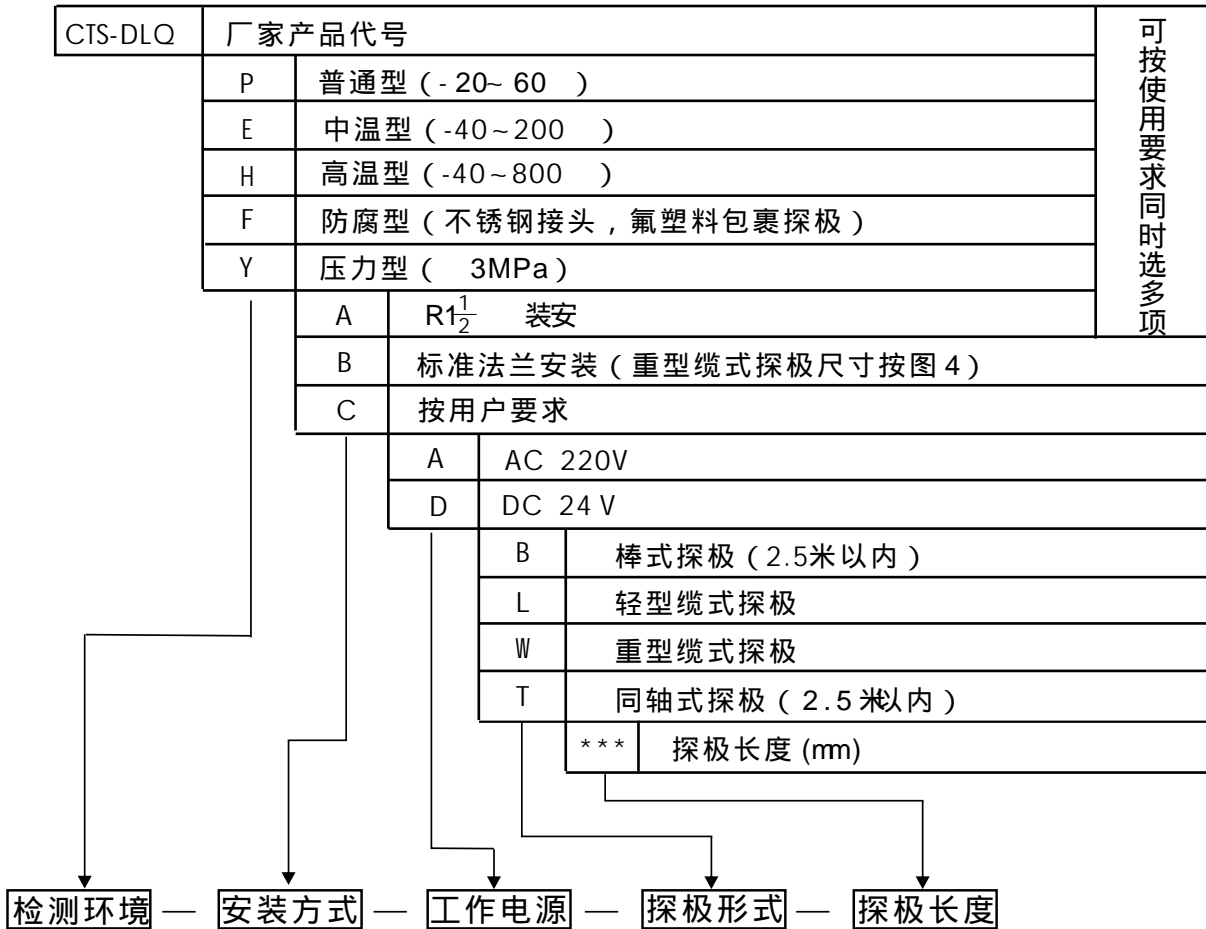 CTS-DLQ 厂家产品代号
可按使用要求同时选多项
P 普通型（-20~60 ）
E 中温型（-40~200 ）
H 高温型（-40~800 ）
F 防腐型（不锈钢接头，氟塑料包裹探极）
Y 压力型（ 3MPa）
A R1½ 装安
B 标准法兰安装（重型缆式探极尺寸按图4）
C 按用户要求
A AC 220V
D DC 24V
B 棒式探极（2.5米以内）
L 轻型缆式探极
W 重型缆式探极
T 同轴式探极（2.5米以内）
*** 探极长度(mm)
检测环境 — 安装方式 — 工作电源 — 探极形式 — 探极长度